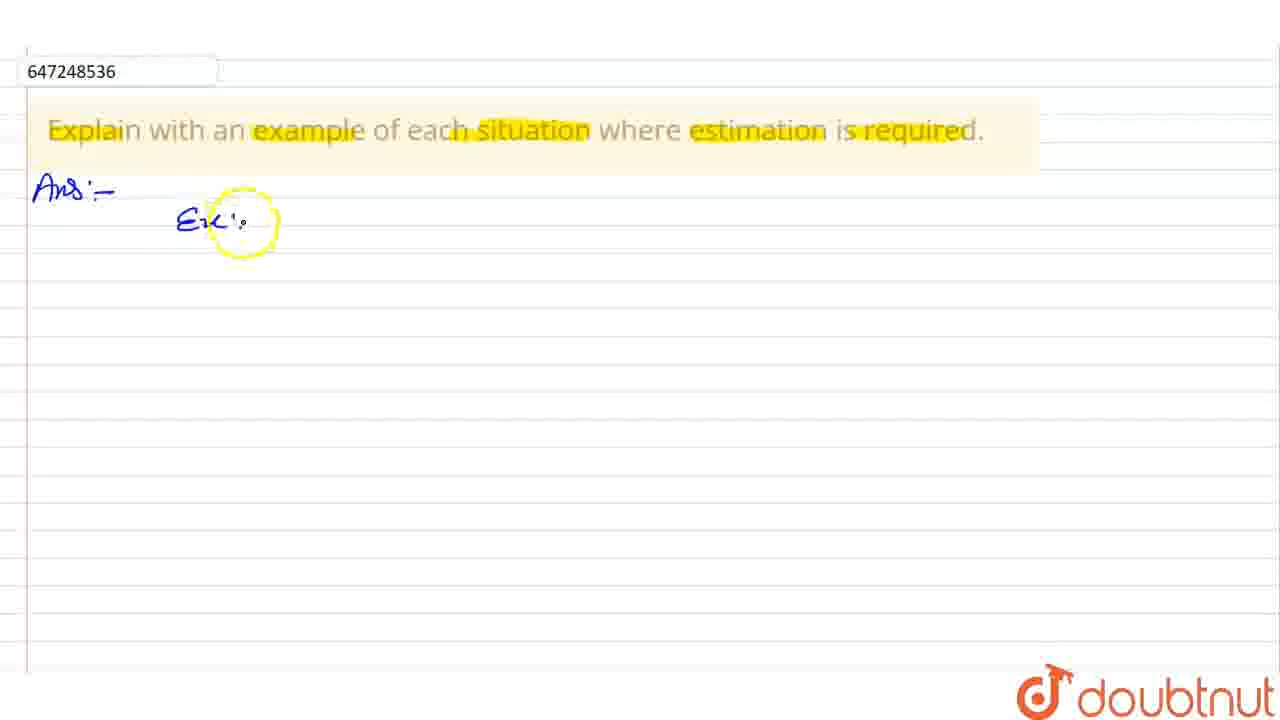 647248536
Explain with an example of each situation where estimation is required.
Ans:-
Ex:
doubtnut